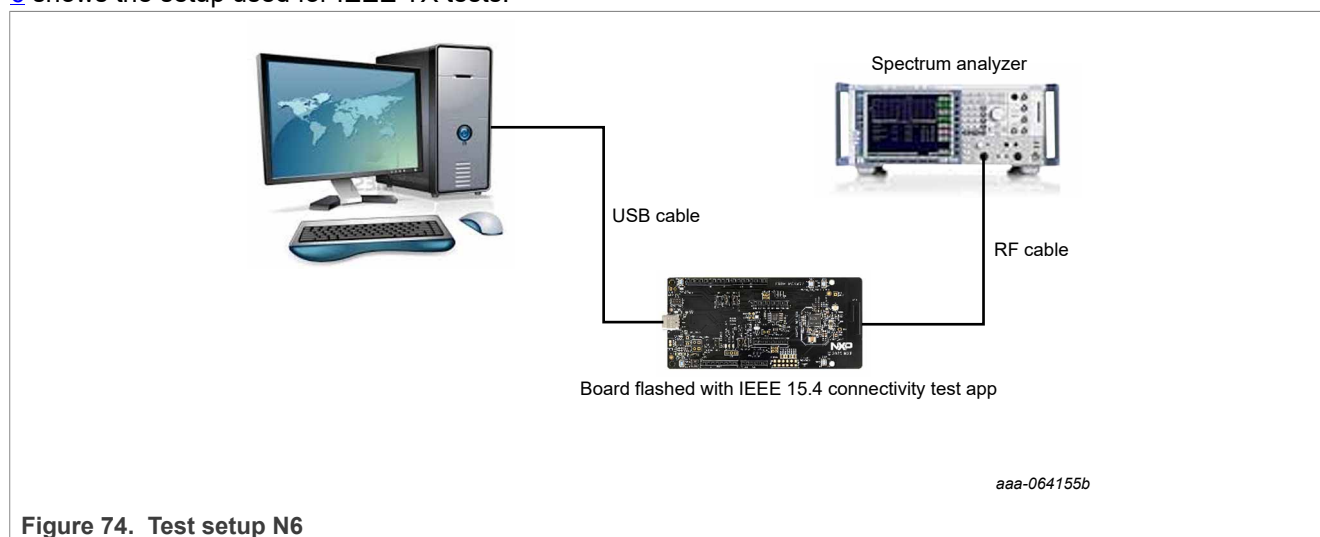 shows the setup used for IEEE TX tests.
Spectrum analyzer
USB cable
RF cable
NXP
Board flashed with IEEE 15.4 connectivity test app
aaa-064155b
Figure 74. Test setup N6